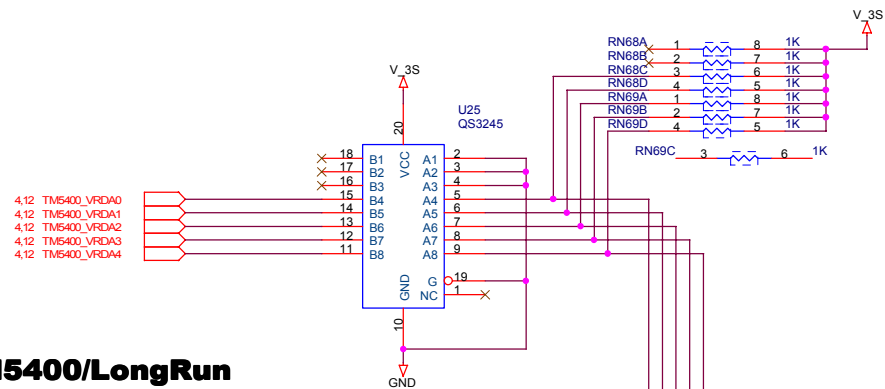 V_3S
RN68A 1 8 1K
RN68B 2 7 1K
RN68C 3 6 1K
RN68D 4 5 1K
RN69A 1 8 1K
RN69B 2 7 1K
RN69D 4 5 1K
RN69C 3 6 1K
V_3S
U25
QS3245
20
VCC
18 B1 A1 2
17 B2 A2 3
16 B3 A3 4
4,12 TM5400_VRDA0 15 B4 A4 5
4,12 TM5400_VRDA1 14 B5 A5 6
4,12 TM5400_VRDA2 13 B6 A6 7
4,12 TM5400_VRDA3 12 B7 A7 8
4,12 TM5400_VRDA4 11 B8 A8 9
G 19
NC 1
GND
10
5400/LongRun
GND